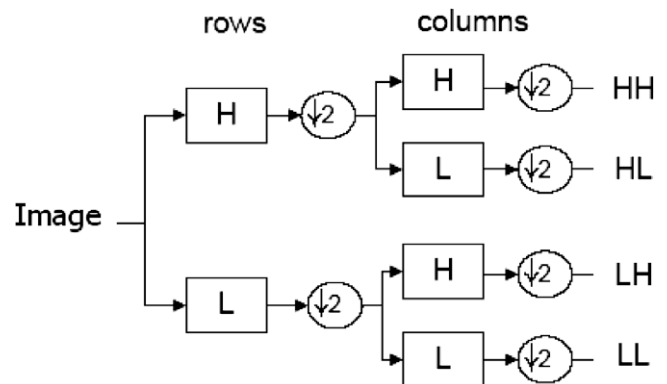 rows columns
H ↓2 H ↓2 HH
L ↓2 HL
Image
L ↓2 H ↓2 LH
L ↓2 LL